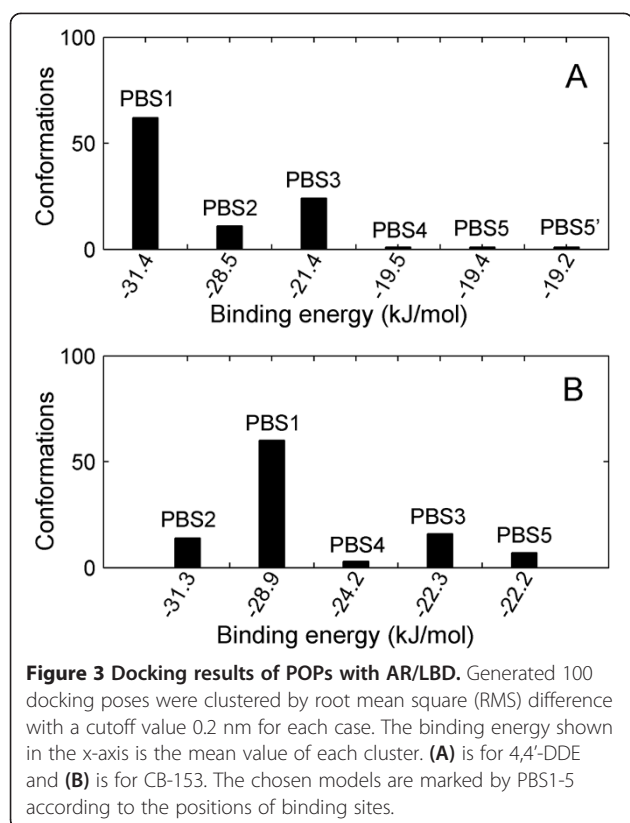 100
A
PBS1
Conformations
50
PBS3
PBS2
PBS4 PBS5 PBS5’
0
-31.4 -28.5 -21.4 -19.5 -19.4 -19.2
Binding energy (kJ/mol)
100
B
PBS1
Conformations
50
PBS2 PBS3
PBS4 PBS5
0
-31.3 -28.9 -24.2 -22.3 -22.2
Binding energy (kJ/mol)
Figure 3 Docking results of POPs with AR/LBD. Generated 100
docking poses were clustered by root mean square (RMS) difference
with a cutoff value 0.2 nm for each case. The binding energy shown
in the x-axis is the mean value of each cluster. (A) is for 4,4′-DDE
and (B) is for CB-153. The chosen models are marked by PBS1-5
according to the positions of binding sites.